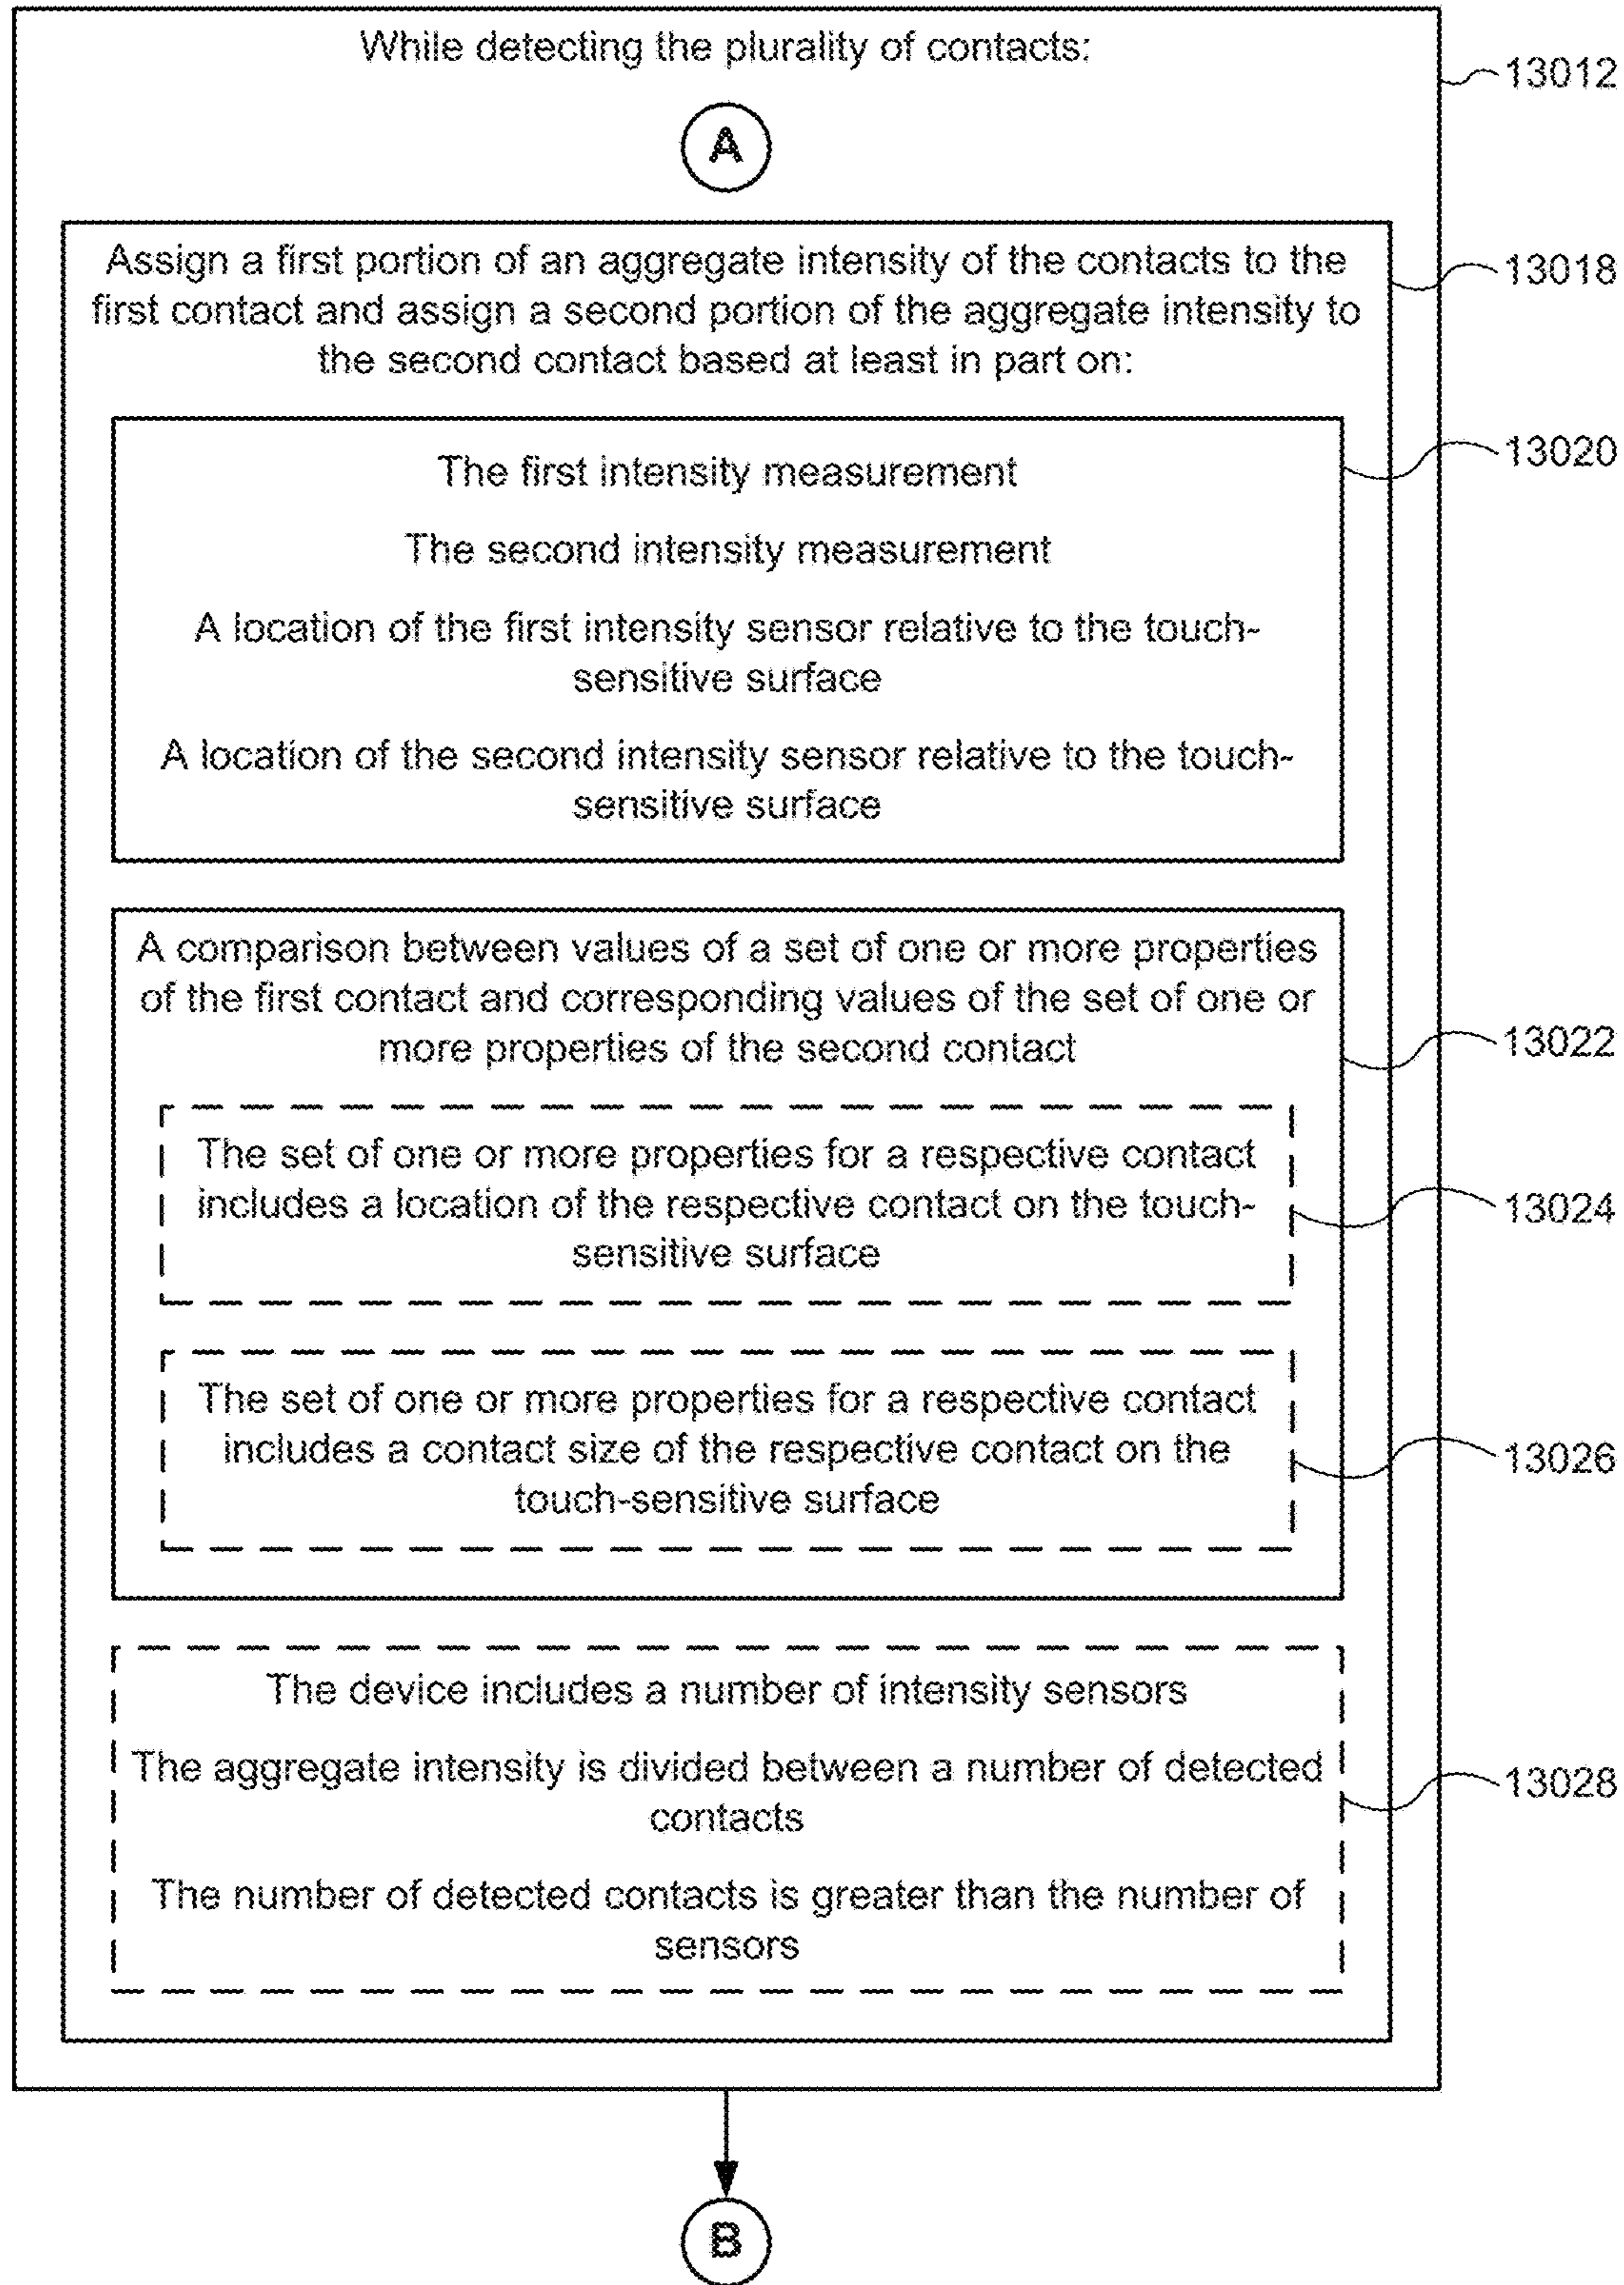 While detecting the plurality of contacts:
13012
A
Assign a first portion of an aggregate intensity of the contacts to the
first contact and assign a second portion of the aggregate intensity to
the second contact based at least in part on:
13018
The first intensity measurement
13020
The second intensity measurement
A location of the first intensity sensor relative to the touch-
sensitive surface
A location of the second intensity sensor relative to the touch-
sensitive surface
A comparison between values of a set of one or more properties
of the first contact and corresponding values of the set of one or
more properties of the second contact
13022
The set of one or more properties for a respective contact
includes a location of the respective contact on the touch-
sensitive surface
13024
The set of one or more properties for a respective contact
includes a contact size of the respective contact on the
touch-sensitive surface
13026
The device includes a number of intensity sensors
The aggregate intensity is divided between a number of detected
contacts
13028
The number of detected contacts is greater than the number of
sensors
B